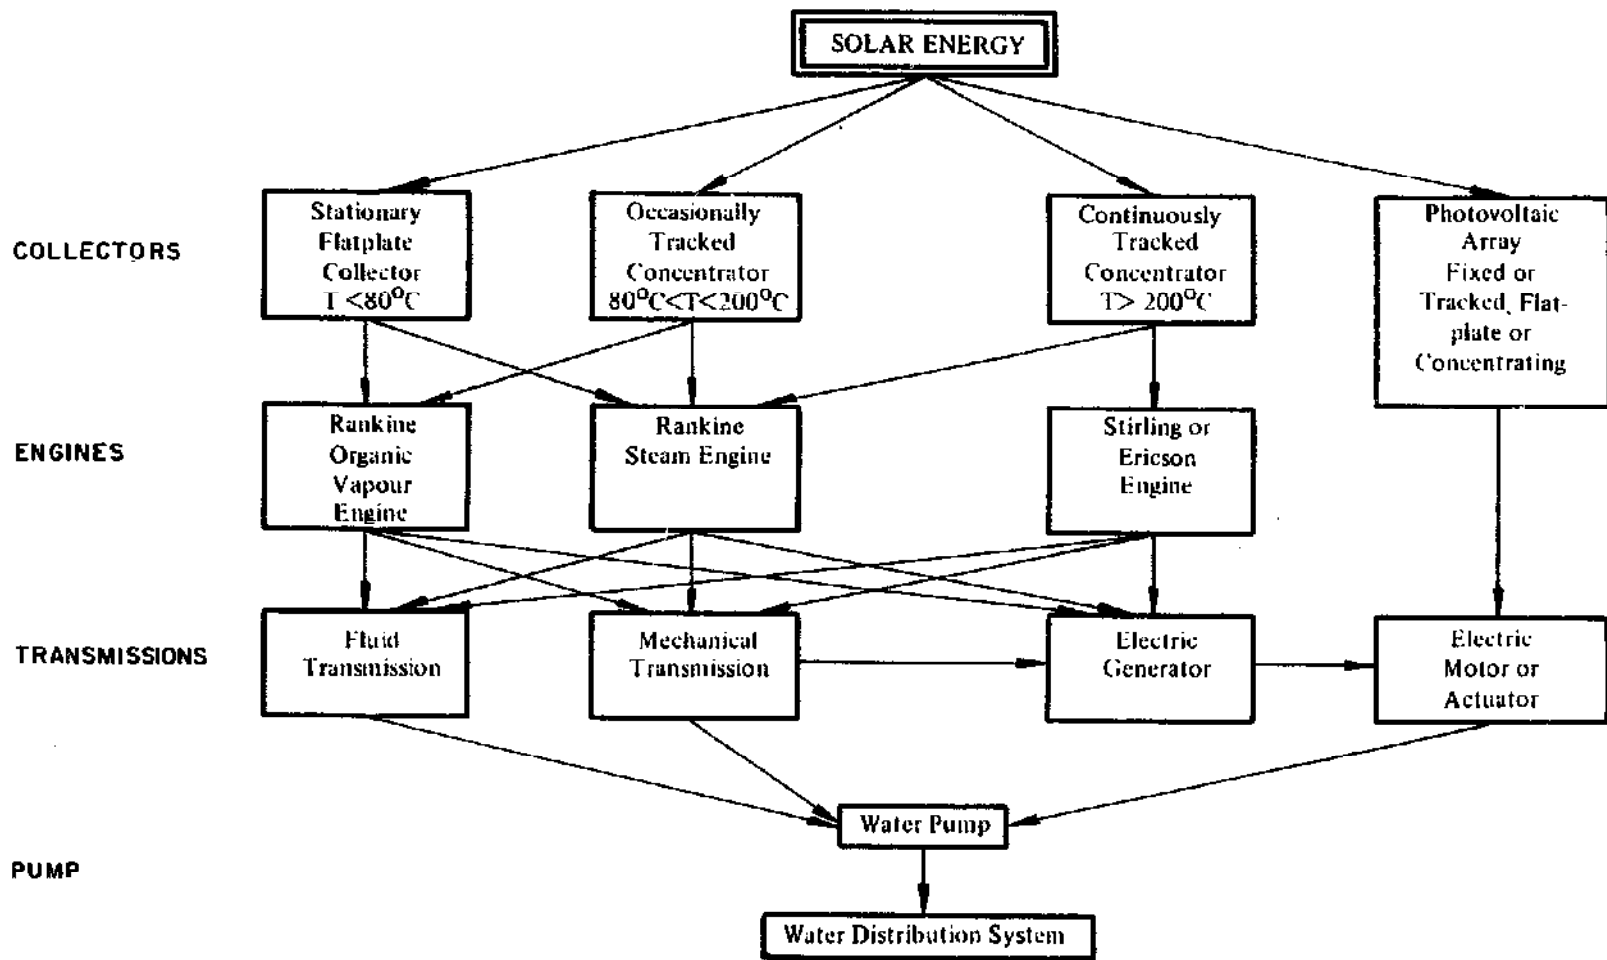 SOLAR ENERGY
COLLECTORS
Stationary
Flatplate
Collector
T <80°C
Occasionally
Tracked
Concentrator
80°C<T<200°C
Continuously
Tracked
Concentrator
T> 200°C
Photovoltaic
Array
Fixed or
Tracked, Flat-
plate or
Concentrating
ENGINES
Rankine
Organic
Vapour
Engine
Rankine
Steam Engine
Stirling or
Ericson
Engine
TRANSMISSIONS
Fluid
Transmission
Mechanical
Transmission
Electric
Generator
Electric
Motor or
Actuator
PUMP
Water Pump
Water Distribution System